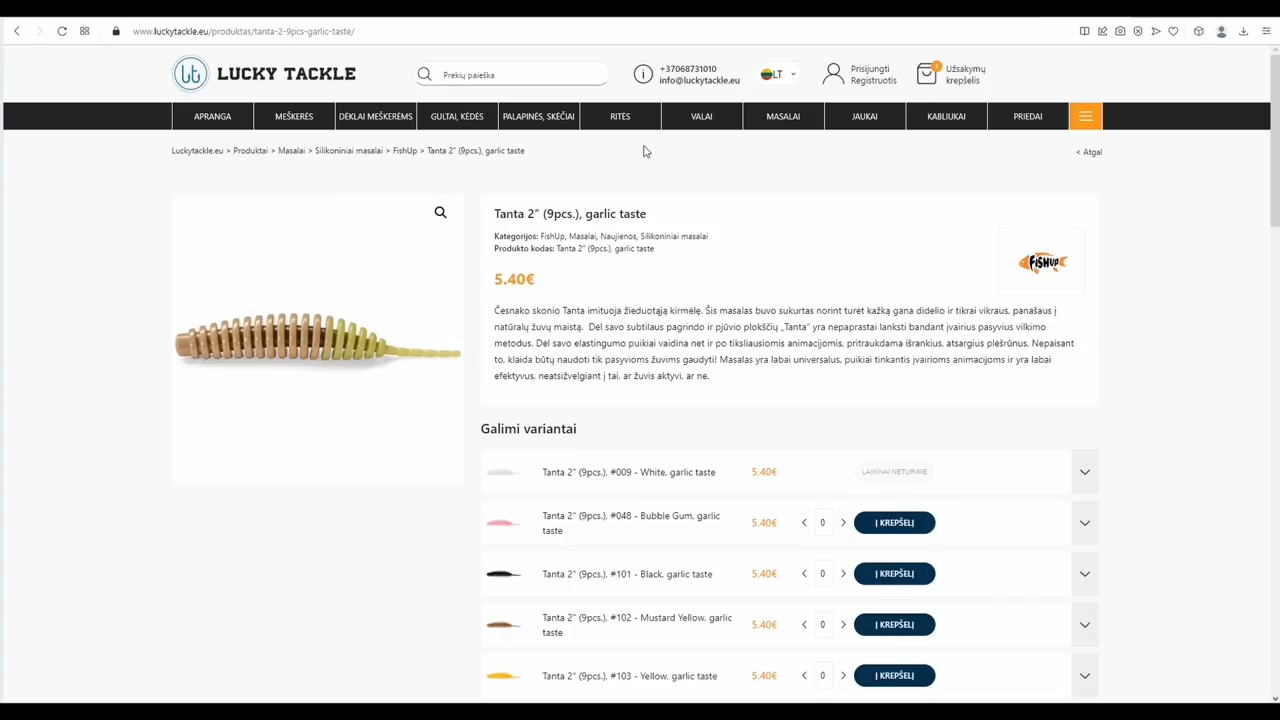 www.luckytackle.eu/produktas/tanta-2-9pcs-garlic-taste/
LUCKY TACKLE
Prekių paieška
+37068731010
info@luckytackle.eu
LT
Prisijungti
Registruotis
1
Užsakymų
krepšelis
APRANGA
MEŠKERĖS
DĖKLAI MEŠKERĖMS
GULTAI, KĖDĖS
PALAPINĖS, SKĖČIAI
RITĖS
VALAI
MASALAI
JAUKAI
KABLIUKAI
PRIEDAI
Luckytackle.eu > Produktai > Masalai > Silikoniniai masalai > FishUp > Tanta 2″ (9pcs.), garlic taste
< Atgal
Tanta 2″ (9pcs.), garlic taste
Kategorijos: FishUp, Masalai, Naujienos, Silikoniniai masalai
Produkto kodas: Tanta 2" (9pcs.), garlic taste
FISHUP
5.40€
Česnako skonio Tanta imituoja žieduotąją kirmėlę. Šis masalas buvo sukurtas norint turėt kažką gana didelio ir tikrai vikraus, panašaus į
natūralų žuvų maistą. Dėl savo subtilaus pagrindo ir pjūvio plokščių „Tanta“ yra nepaprastai lanksti bandant įvairius pasyvius vilkimo
metodus. Dėl savo elastingumo puikiai vaidina net ir po tiksliausiomis animacijomis, pritraukdama išrankius, atsargius plėšrūnus. Nepaisant
to, klaida būtų naudoti tik pasyvioms žuvims gaudyti! Masalas yra labai universalus, puikiai tinkantis įvairioms animacijoms ir yra labai
efektyvus, neatsižvelgiant į tai, ar žuvis aktyvi, ar ne.
Galimi variantai
Tanta 2" (9pcs.), #009 - White, garlic taste
5.40€
LAIKINAI NETURIME
Tanta 2" (9pcs.), #048 - Bubble Gum, garlic
taste
5.40€
0
Į KREPŠELĮ
Tanta 2" (9pcs.), #101 - Black, garlic taste
5.40€
0
Į KREPŠELĮ
Tanta 2" (9pcs.), #102 - Mustard Yellow, garlic
taste
5.40€
0
Į KREPŠELĮ
Tanta 2" (9pcs.), #103 - Yellow, garlic taste
5.40€
0
Į KREPŠELĮ